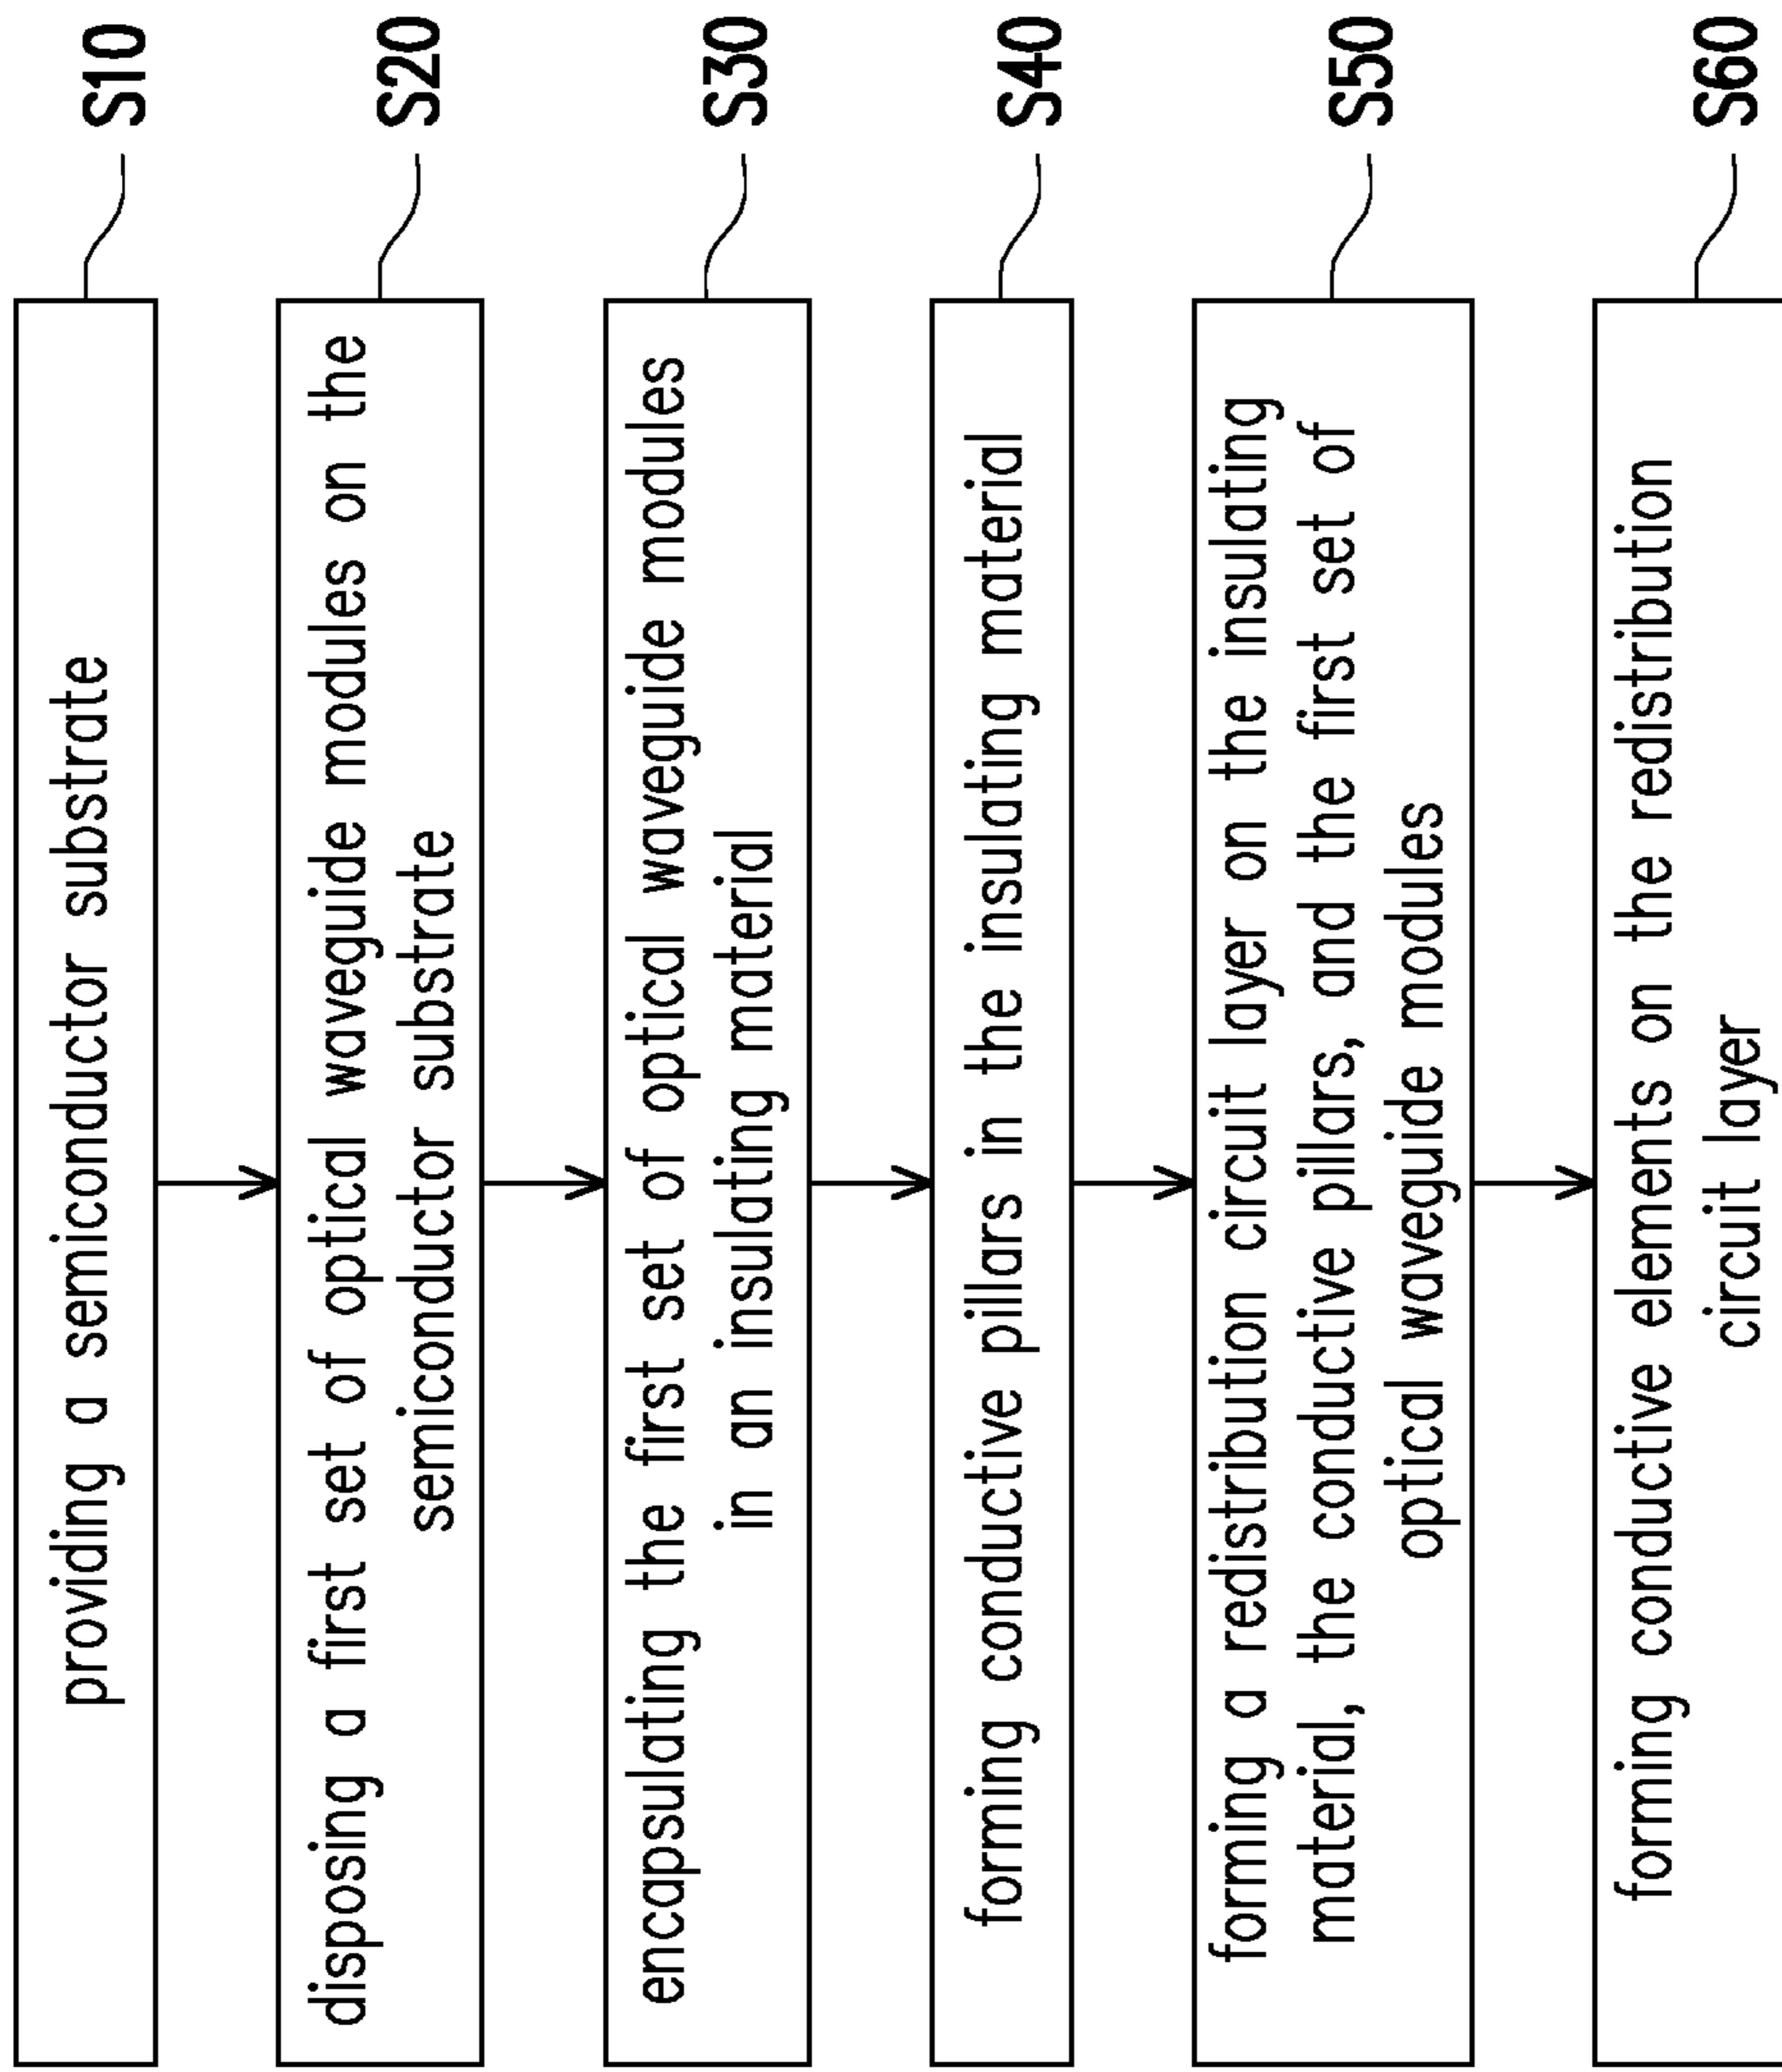 providing a semiconductor substrate
S10
disposing a first set of optical waveguide modules on the
semiconductor substrate
S20
encapsulating the first set of optical waveguide modules
in an insulating material
S30
forming conductive pillars in the insulating material
S40
forming a redistribution circuit layer on the insulating
material, the conductive pillars, and the first set of
optical waveguide modules
S50
forming conductive elements on the redistribution
circuit layer
S60